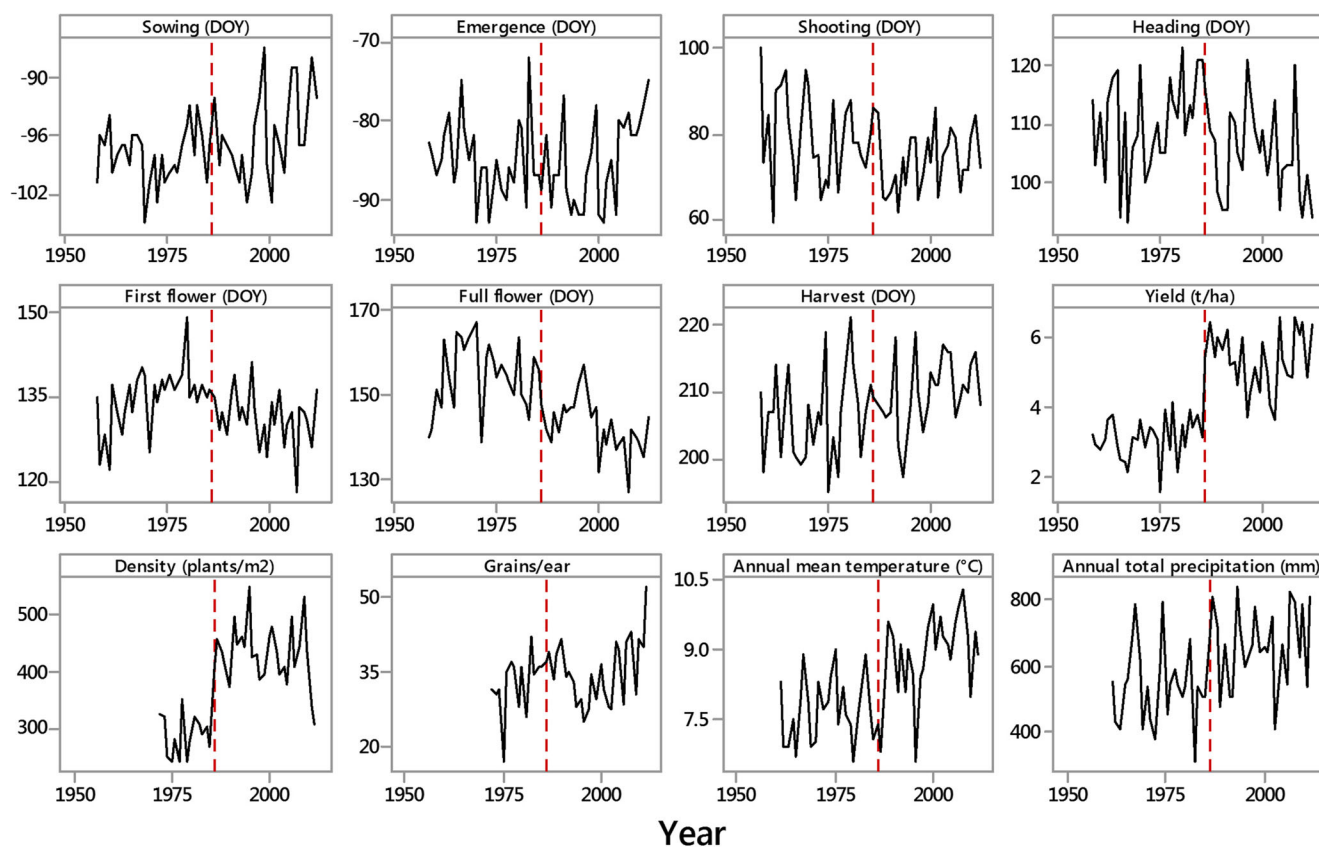 Sowing (DOY)
-90
-96
-102
1950 1975 2000
Emergence (DOY)
-70
-80
-90
1950 1975 2000
Shooting (DOY)
100
80
60
1950 1975 2000
Heading (DOY)
120
110
100
1950 1975 2000
First flower (DOY)
150
135
120
1950 1975 2000
Full flower (DOY)
170
150
130
1950 1975 2000
Harvest (DOY)
220
210
200
1950 1975 2000
Yield (t/ha)
6
4
2
1950 1975 2000
Density (plants/m2)
500
400
300
1950 1975 2000
Grains/ear
50
35
20
1950 1975 2000
Annual mean temperature (°C)
10.5
9.0
7.5
1950 1975 2000
Annual total precipitation (mm)
800
600
400
1950 1975 2000
Year